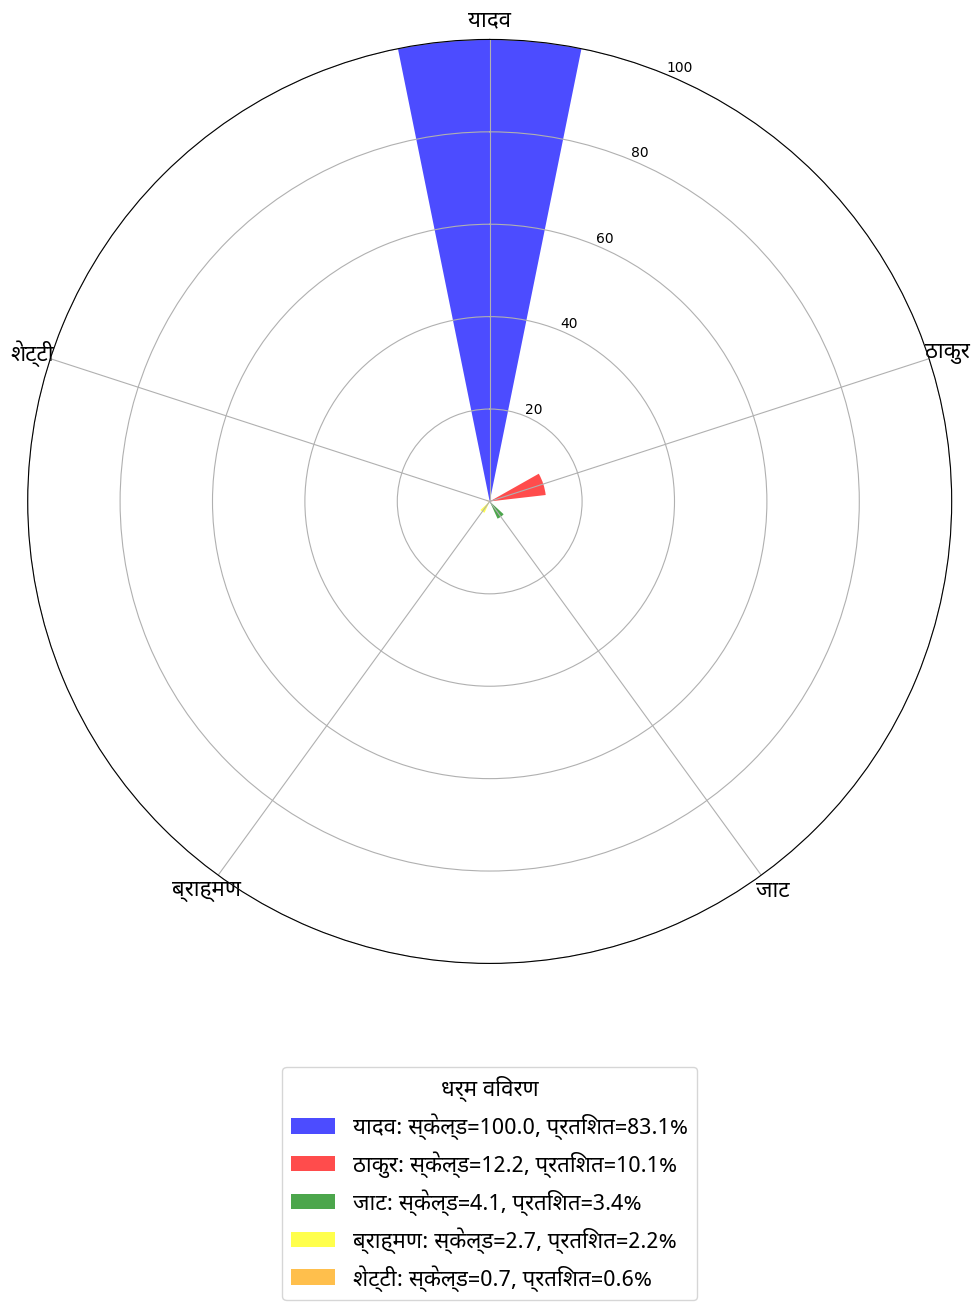 यादव
100
80
60
40
20
शेट्टी
ठाकुर
ब्राह्मण
जाट
धर्म विवरण
यादव: स्केल्ड=100.0, प्रतिशत=83.1%
ठाकुर: स्केल्ड=12.2, प्रतिशत=10.1%
जाट: स्केल्ड=4.1, प्रतिशत=3.4%
ब्राह्मण: स्केल्ड=2.7, प्रतिशत=2.2%
शेट्टी: स्केल्ड=0.7, प्रतिशत=0.6%